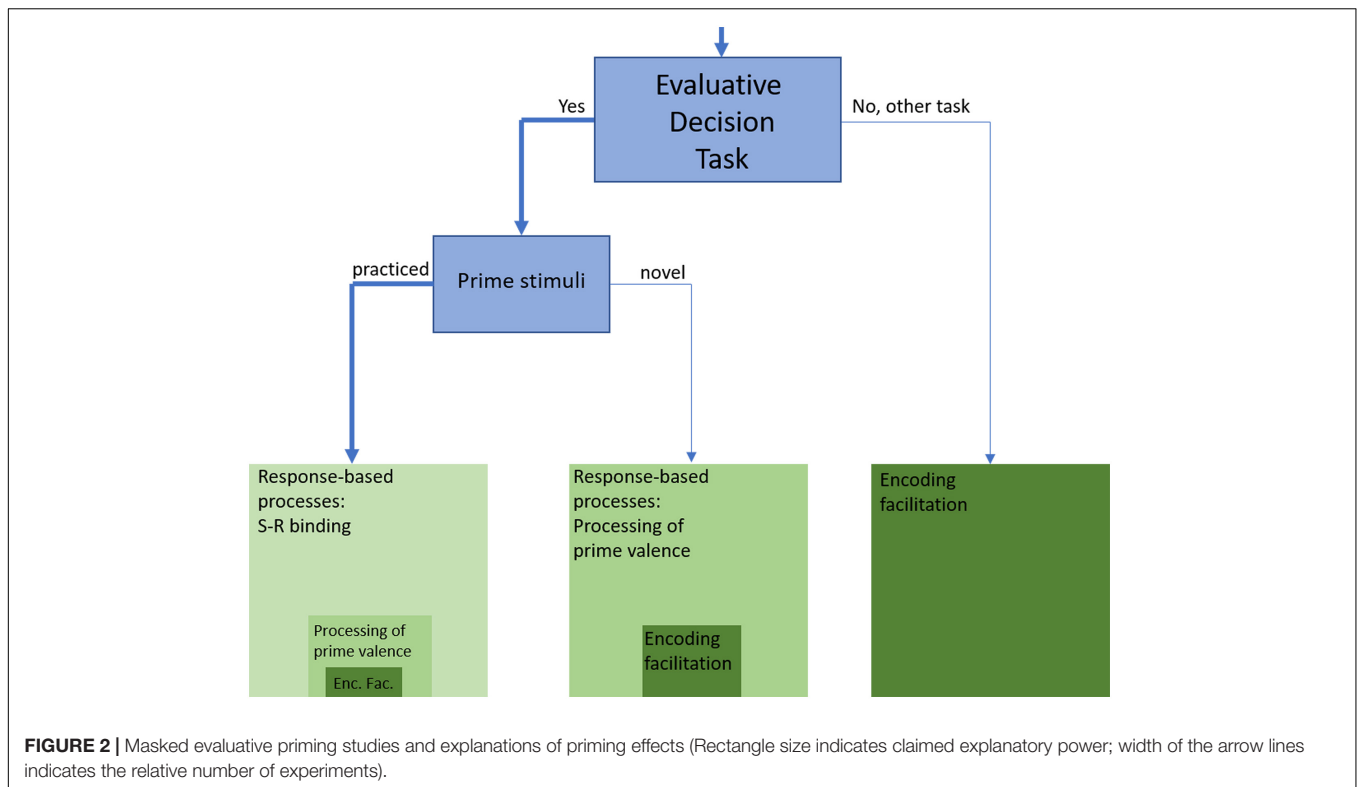 Evaluative
Decision
Task
Yes
No, other task
Prime stimuli
practiced
novel
Response-based
processes:
S-R binding
Processing of
prime valence
Enc. Fac.
Response-based
processes:
Processing of
prime valence
Encoding
facilitation
Encoding
facilitation
FIGURE 2 | Masked evaluative priming studies and explanations of priming effects (Rectangle size indicates claimed explanatory power; width of the arrow lines
indicates the relative number of experiments).